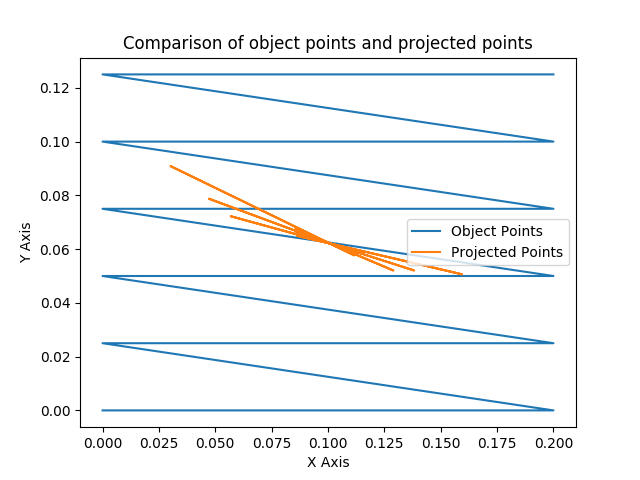 Comparison of object points and projected points
0.12
0.10
0.08
0.06
0.04
0.02
0.00
Y Axis
Object Points
Projected Points
0.000 0.025 0.050 0.075 0.100 0.125 0.150 0.175 0.200
X Axis